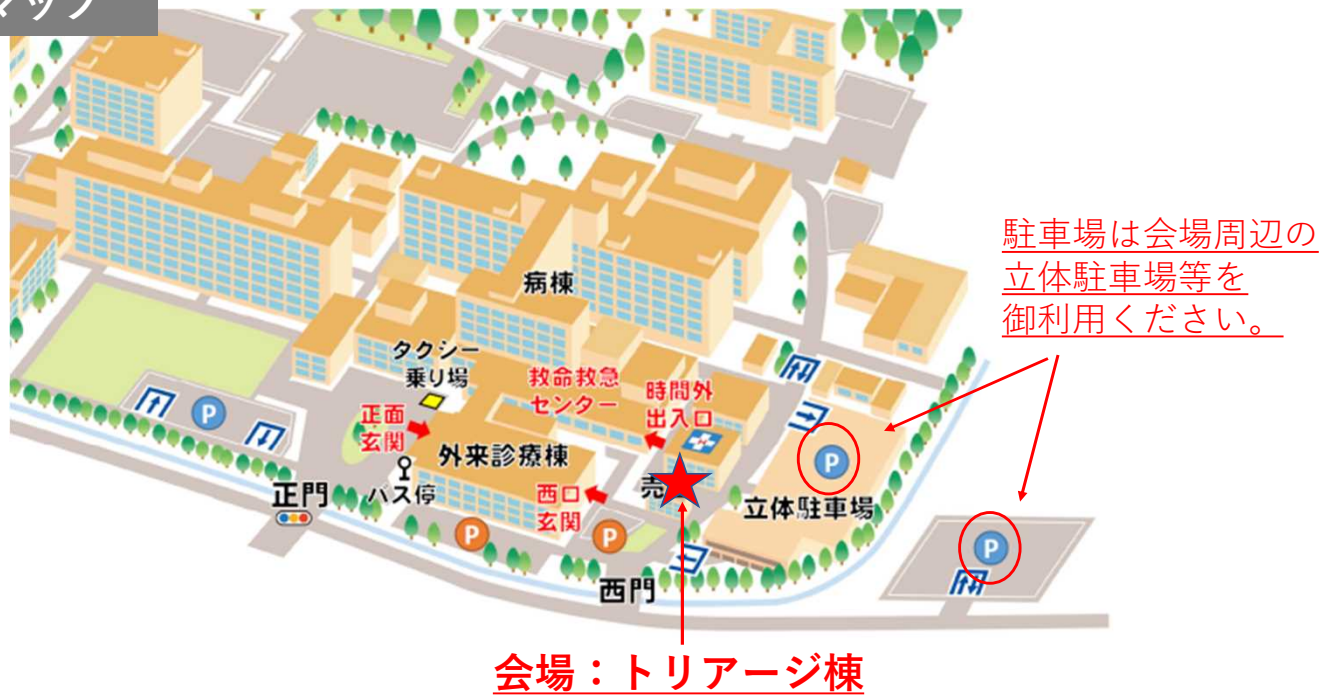 マップ
駐車場は会場周辺の
立体駐車場等を
御利用ください。
病棟
タクシー
乗り場
救命救急
センター
時間外
出入口
正面
玄関
外来診療棟
P
P
H
バス停
西口
玄関
売
立体駐車場
正門
P
P
P
西門
会場：トリアージ棟